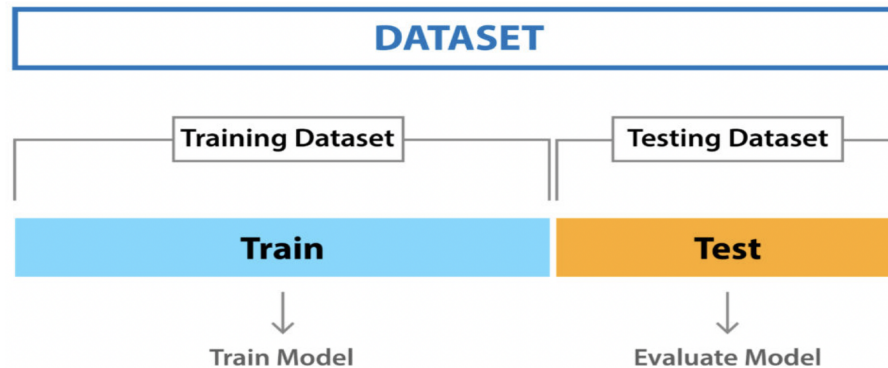 DATASET
Training Dataset
Testing Dataset
Train
Test
Train Model
Evaluate Model